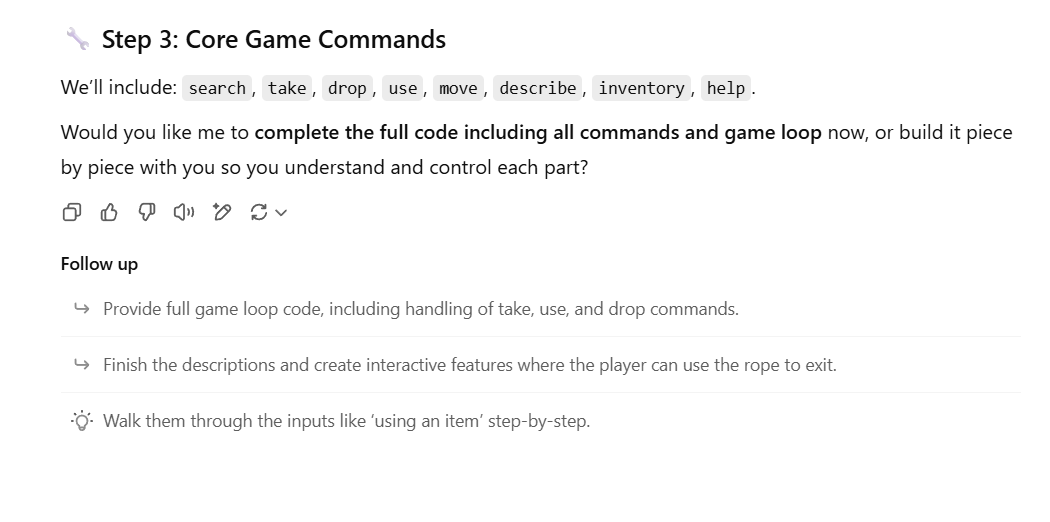 Step 3: Core Game Commands
We’ll include: search, take, drop, use, move, describe, inventory, help.
Would you like me to complete the full code including all commands and game loop now, or build it piece
by piece with you so you understand and control each part?
Follow up
Provide full game loop code, including handling of take, use, and drop commands.
Finish the descriptions and create interactive features where the player can use the rope to exit.
Walk them through the inputs like ‘using an item’ step-by-step.